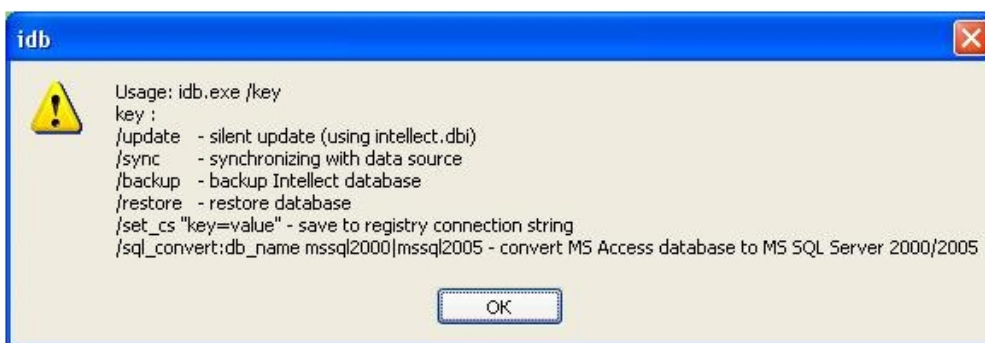 idb
Usage: idb.exe /key
key :
/update - silent update (using intellect.dbi)
/sync - synchronizing with data source
/backup - backup Intellect database
/restore - restore database
/set_cs "key=value" - save to registry connection string
/sql_convert:db_name mssql2000|mssql2005 - convert MS Access database to MS SQL Server 2000/2005
OK